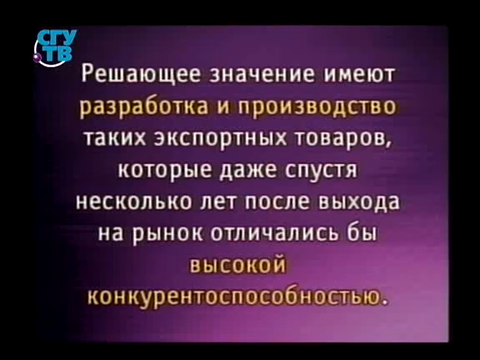 СГУ
ТВ
Решающее значение имеют
разработка и производство
таких экспортных товаров,
которые даже спустя
несколько лет после выхода
на рынок отличались бы
высокой
конкурентоспособностью.